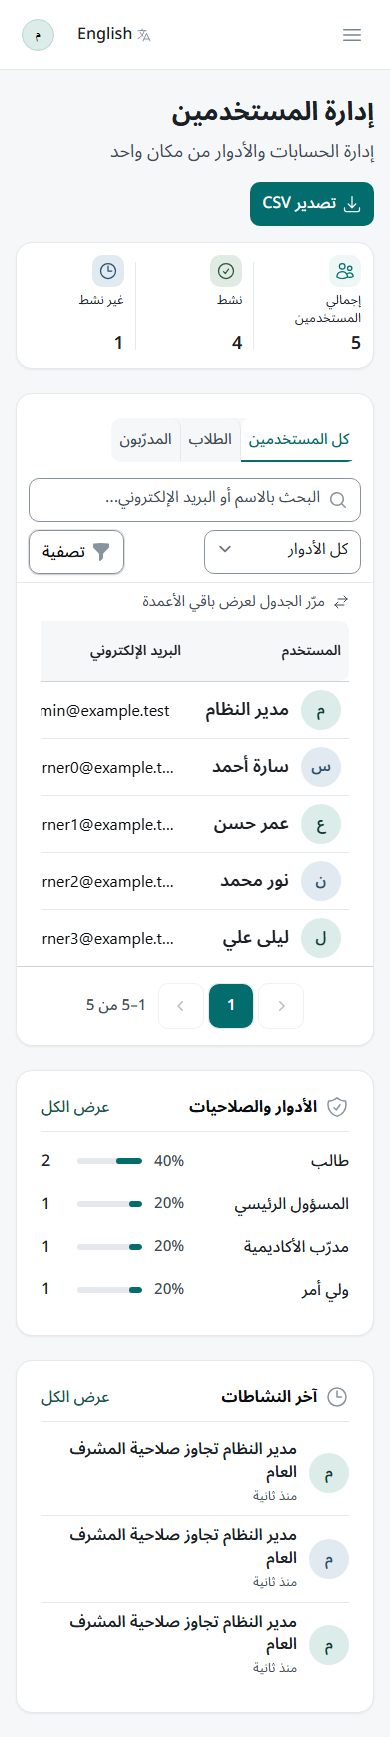 م
English
إدارة المستخدمين
إدارة الحسابات والأدوار من مكان واحد
تصدير CSV
إجمالي المستخدمين
5
نشط
4
غير نشط
1
كل المستخدمين
الطلاب
المدرّبون
البحث بالاسم أو البريد الإلكتروني...
كل الأدوار
تصفية
مرّر الجدول لعرض باقي الأعمدة
المستخدم
البريد الإلكتروني
م
مدير النظام
min@example.test
س
سارة أحمد
rner0@example.t...
ع
عمر حسن
rner1@example.t...
ن
نور محمد
rner2@example.t...
ل
ليلى علي
rner3@example.t...
1
1–5 من 5
الأدوار والصلاحيات
عرض الكل
طالب
40%
2
المسؤول الرئيسي
20%
1
مدرّب الأكاديمية
20%
1
ولي أمر
20%
1
آخر النشاطات
عرض الكل
م
مدير النظام تجاوز صلاحية المشرف
العام
منذ ثانية
م
مدير النظام تجاوز صلاحية المشرف
العام
منذ ثانية
م
مدير النظام تجاوز صلاحية المشرف
العام
منذ ثانية